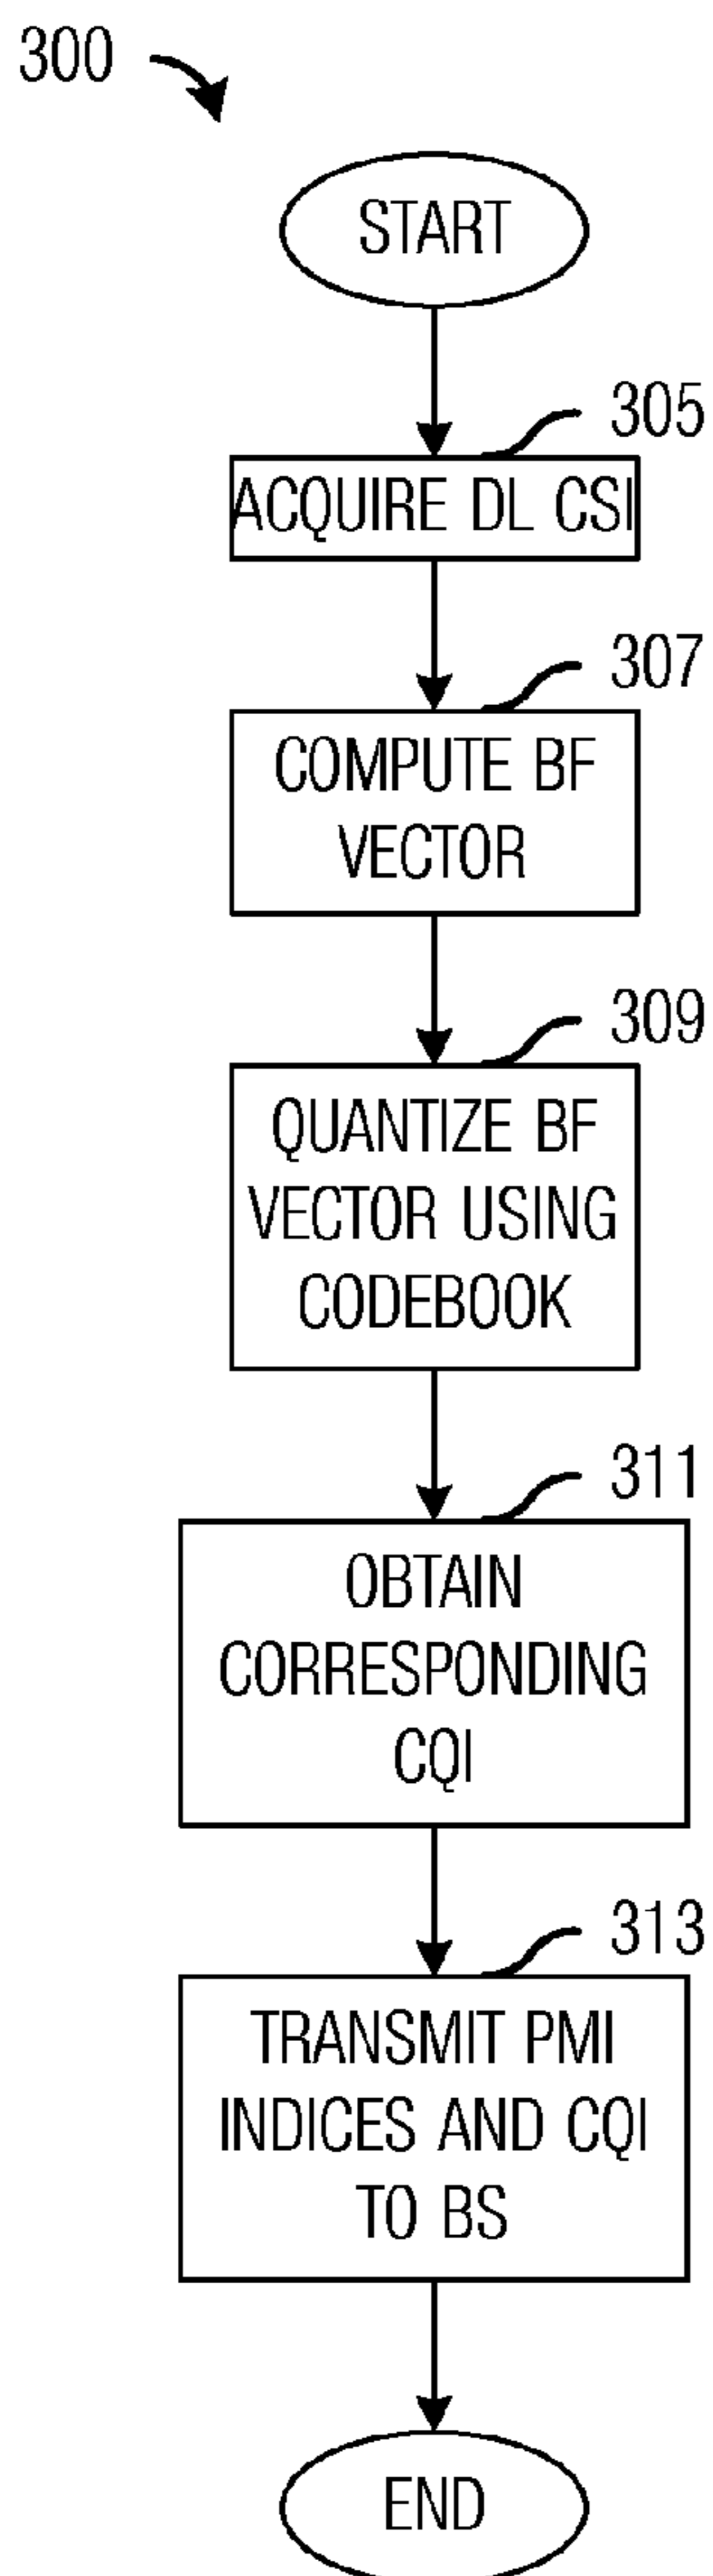 300
START
305
ACQUIRE DL CSI
307
COMPUTE BF
VECTOR
309
QUANTIZE BF
VECTOR USING
CODEBOOK
311
OBTAIN
CORRESPONDING
CQI
313
TRANSMIT PMI
INDICES AND CQI
TO BS
END